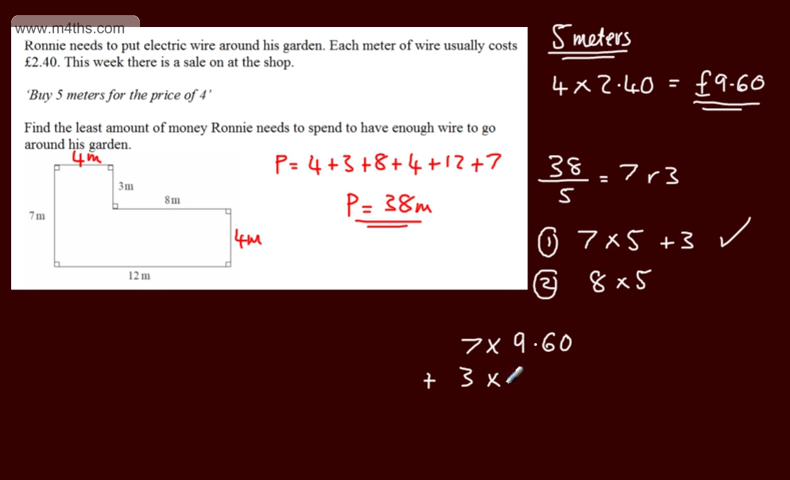 www.m4ths.com
Ronnie needs to put electric wire around his garden. Each meter of wire usually costs
£2.40. This week there is a sale on at the shop.
'Buy 5 meters for the price of 4'
Find the least amount of money Ronnie needs to spend to have enough wire to go
around his garden.
4m
3m
8m
7m
4m
12m
P= 4+3+8+4+12+7
P= 38m
5 meters
4 × 2.40 = £9.60
38/5 = 7 r 3
① 7 × 5 + 3 ✓
② 8 × 5
7 × 9.60
+ 3 ×